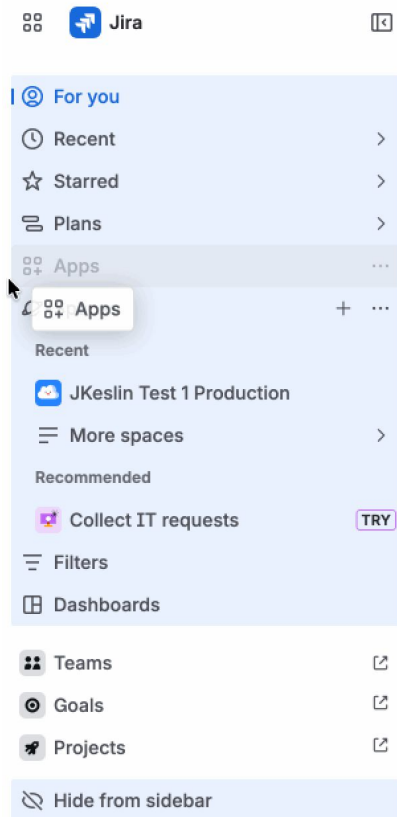 Jira
For you
Recent
Starred
Plans
Apps
Apps
Recent
JKeslin Test 1 Production
More spaces
Recommended
Collect IT requests
TRY
Filters
Dashboards
Teams
Goals
Projects
Hide from sidebar